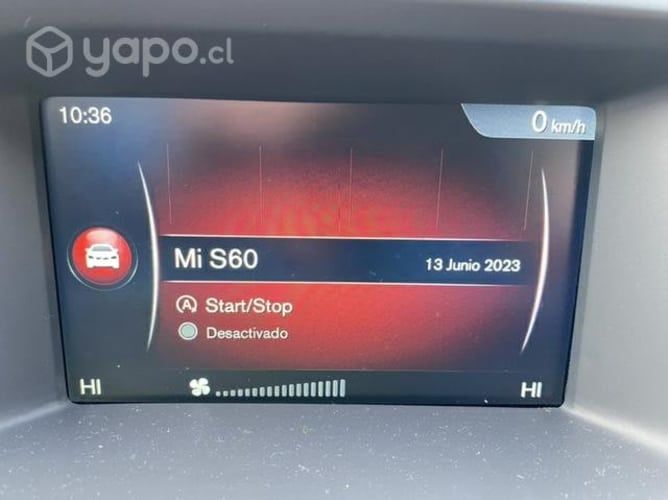 yapo.cl
10:36
0 km/h
Mi S60
13 Junio 2023
A Start/Stop
Desactivado
HI
HI